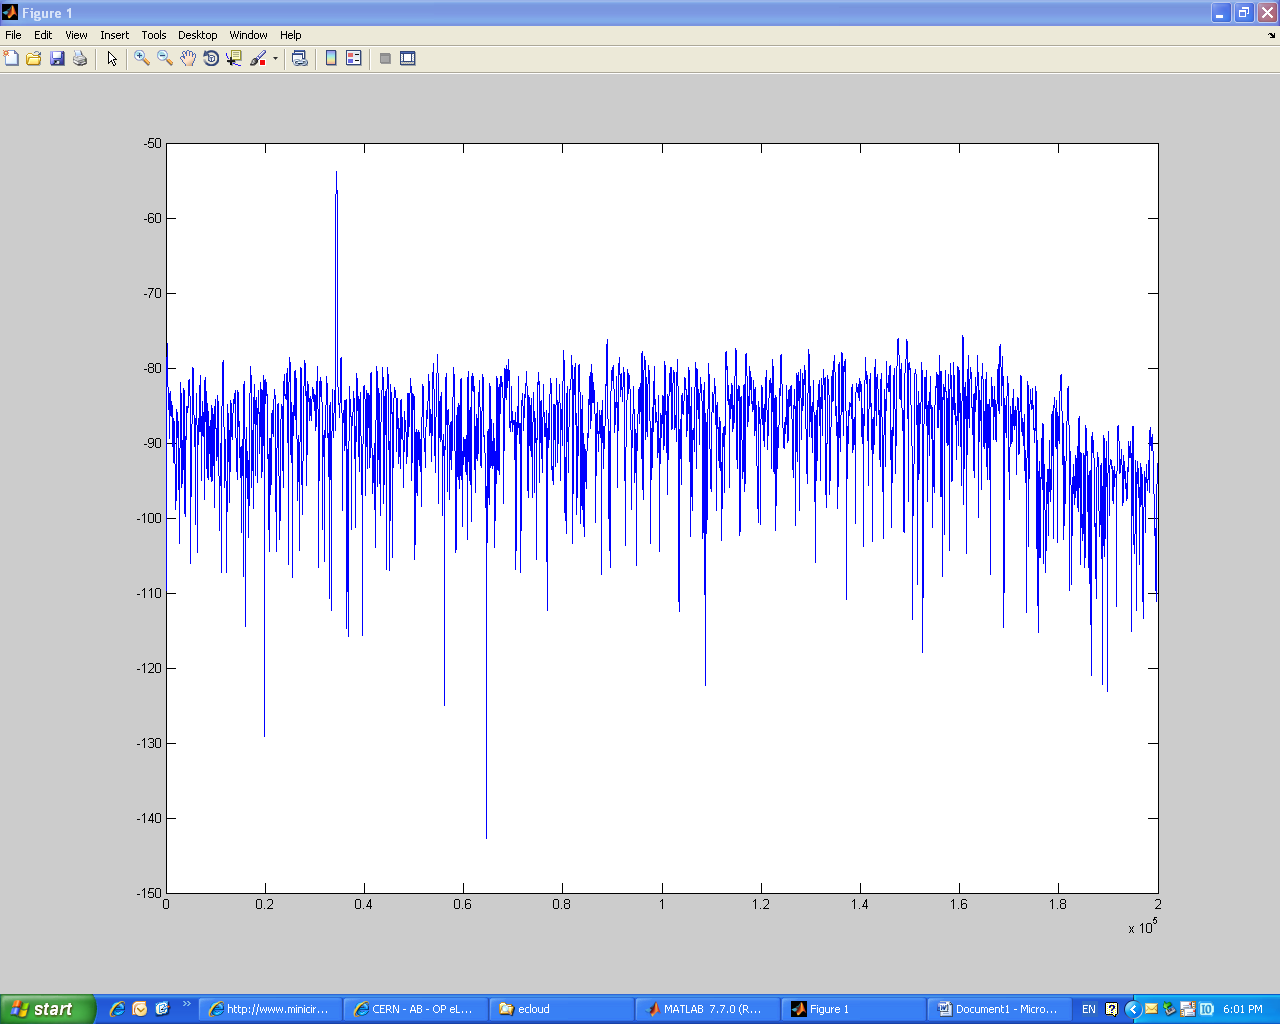 Figure 1
File Edit View Insert Tools Desktop Window Help
-50
-60
-70
-80
-90
-100
-110
-120
-130
-140
-150
0 0.2 0.4 0.6 0.8 1 1.2 1.4 1.6 1.8 2
x 10^5
start http://www.minicir... CERN - AB - OP eL... ecloud MATLAB 7.7.0 (R... Figure 1 Document1 - Micro... EN 6:01 PM